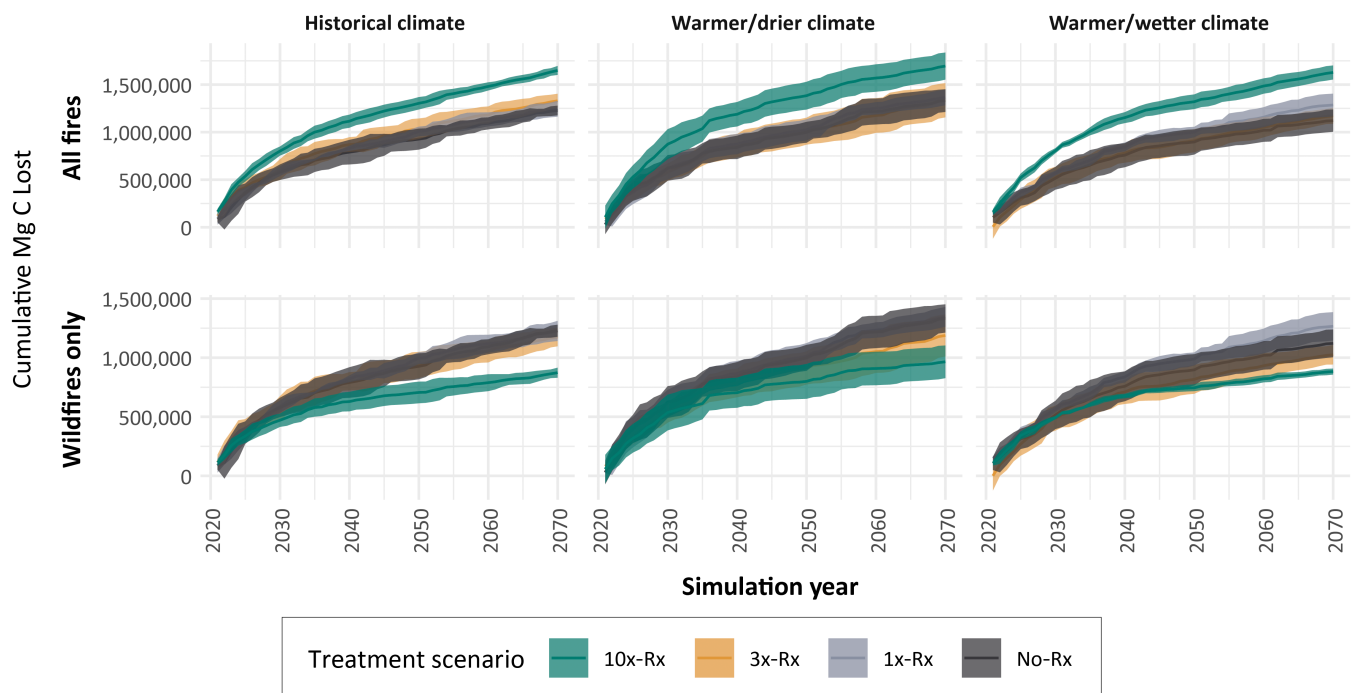 Historical climate Warmer/drier climate Warmer/wetter climate
Cumulative Mg C Lost
All fires
1,500,000
1,000,000
500,000
0
Wildfires only
1,500,000
1,000,000
500,000
0
2020 2030 2040 2050 2060 2070 2020 2030 2040 2050 2060 2070 2020 2030 2040 2050 2060 2070
Simulation year
Treatment scenario 10x-Rx 3x-Rx 1x-Rx No-Rx